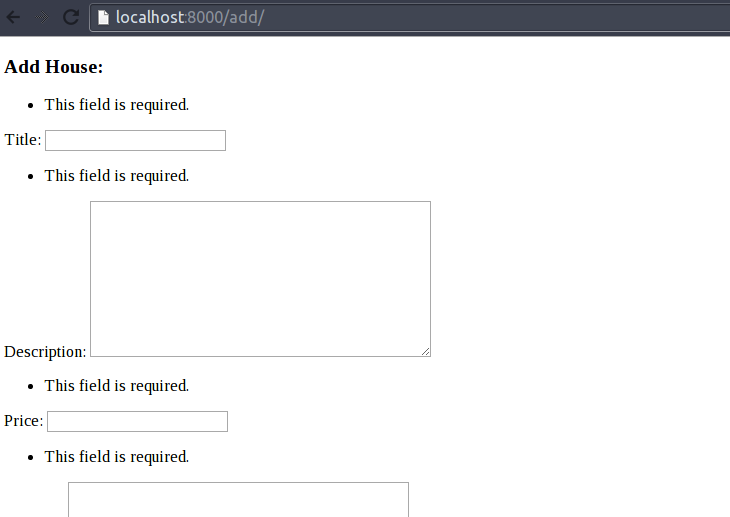 localhost:8000/add/
Add House:
• This field is required.
Title:
• This field is required.
Description:
• This field is required.
Price:
• This field is required.